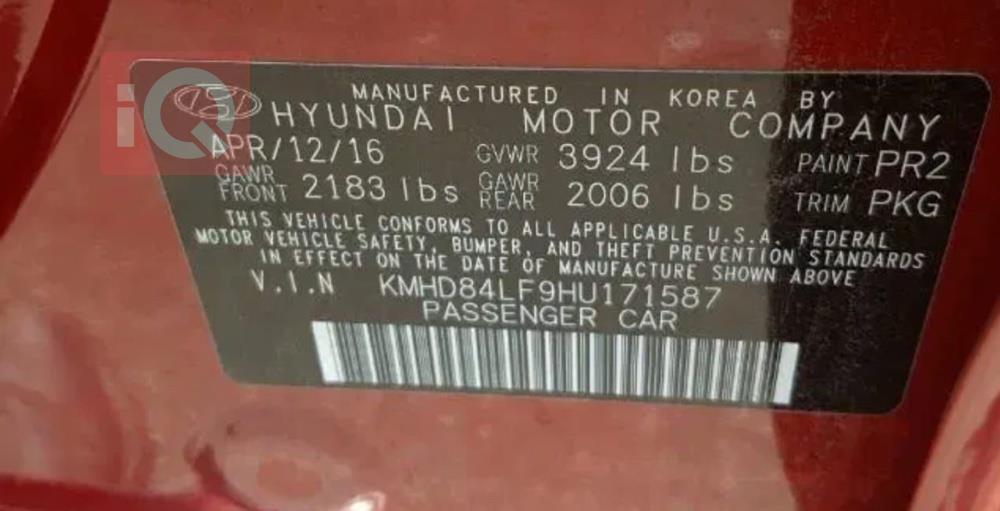 iQ
MANUFACTURED IN KOREA BY
HYUNDAI MOTOR COMPANY
APR/12/16 GVWR 3924 lbs PAINT PR2
GAWR FRONT 2183 lbs GAWR REAR 2006 lbs TRIM PKG
THIS VEHICLE CONFORMS TO ALL APPLICABLE U.S.A. FEDERAL
MOTOR VEHICLE SAFETY, BUMPER, AND THEFT PREVENTION STANDARDS
IN EFFECT ON THE DATE OF MANUFACTURE SHOWN ABOVE
V.I.N KMHD84LF9HU171587
PASSENGER CAR